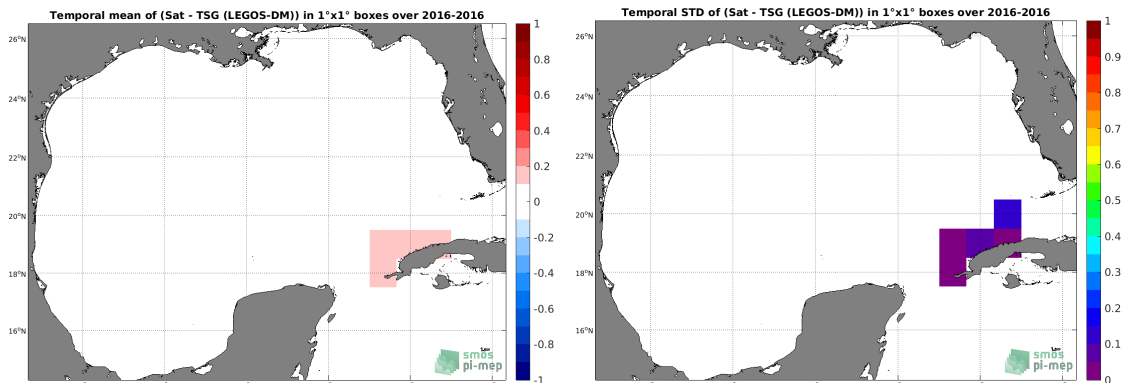 Temporal mean of (Sat - TSG (LEGOS-DM)) in 1°x1° boxes over 2016-2016
26°N
24°N
22°N
20°N
18°N
16°N
1
0.8
0.6
0.4
0.2
0
-0.2
-0.4
-0.6
-0.8
-1
smos
pi-mep
Temporal STD of (Sat - TSG (LEGOS-DM)) in 1°x1° boxes over 2016-2016
26°N
24°N
22°N
20°N
18°N
16°N
1
0.9
0.8
0.7
0.6
0.5
0.4
0.3
0.2
0.1
0
smos
pi-mep